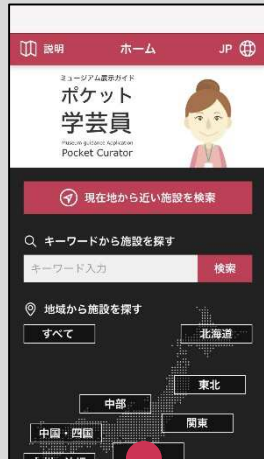 説明 ホーム JP
ミュージアム展示ガイド
ポケット
学芸員
Museum guidance Application
Pocket Curator
現在地から近い施設を検索
キーワードから施設を探す
キーワード入力 検索
地域から施設を探す
すべて 北海道
東北
中部
関東
中国・四国